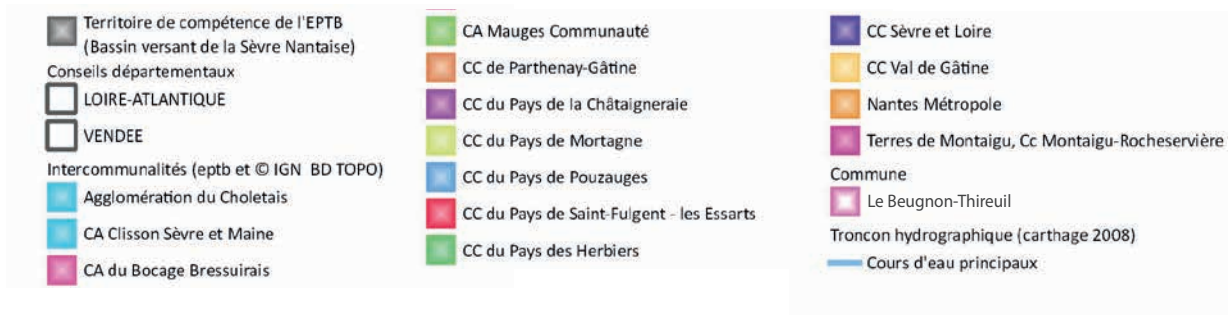 Territoire de compétence de l'EPTB
(Bassin versant de la Sèvre Nantaise)
Conseils départementaux
LOIRE-ATLANTIQUE
VENDEE
Intercommunalités (eptb et © IGN BD TOPO)
Agglomération du Choletais
CA Clisson Sèvre et Maine
CA du Bocage Bressuirais
CA Mauges Communauté
CC de Parthenay-Gâtine
CC du Pays de la Châtaigneraie
CC du Pays de Mortagne
CC du Pays de Pouzauges
CC du Pays de Saint-Fulgent - les Essarts
CC du Pays des Herbiers
CC Sèvre et Loire
CC Val de Gâtine
Nantes Métropole
Terres de Montaigu, Cc Montaigu-Rocheservière
Commune
Le Beugnon-Thireuil
Troncon hydrographique (carthage 2008)
Cours d'eau principaux